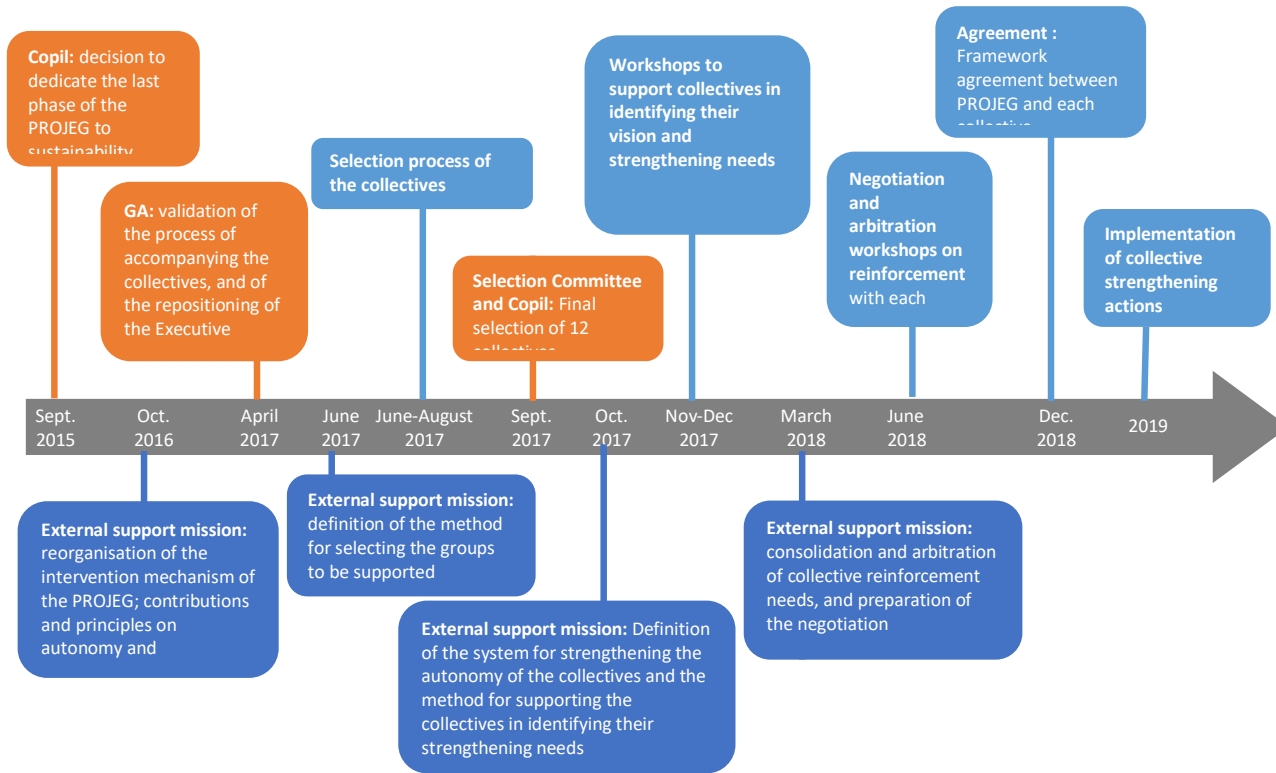 Copil: decision to
dedicate the last
phase of the
PROJEG to
sustainability
GA: validation of
the process of
accompanying the
collectives, and of
the repositioning of
the Executive
Selection process of
the collectives
Selection Committee
and Copil: Final
selection of 12
collectives
Workshops to
support collectives in
identifying their
vision and
strengthening needs
Negotiation
and
arbitration
workshops on
reinforcement
with each
Agreement :
Framework
agreement between
PROJEG and each
collective
Implementation
of collective
strengthening
actions
Sept.
2015
Oct.
2016
April
2017
June
2017
June-August
2017
Sept.
2017
Oct.
2017
Nov-Dec
2017
March
2018
June
2018
Dec.
2018
2019
External support mission:
reorganisation of the
intervention mechanism of
the PROJEG; contributions
and principles on
autonomy and
External support mission:
definition of the method
for selecting the groups
to be supported
External support mission: Definition
of the system for strengthening the
autonomy of the collectives and the
method for supporting the
collectives in identifying their
strengthening needs
External support mission:
consolidation and arbitration
of collective reinforcement
needs, and preparation of
the negotiation